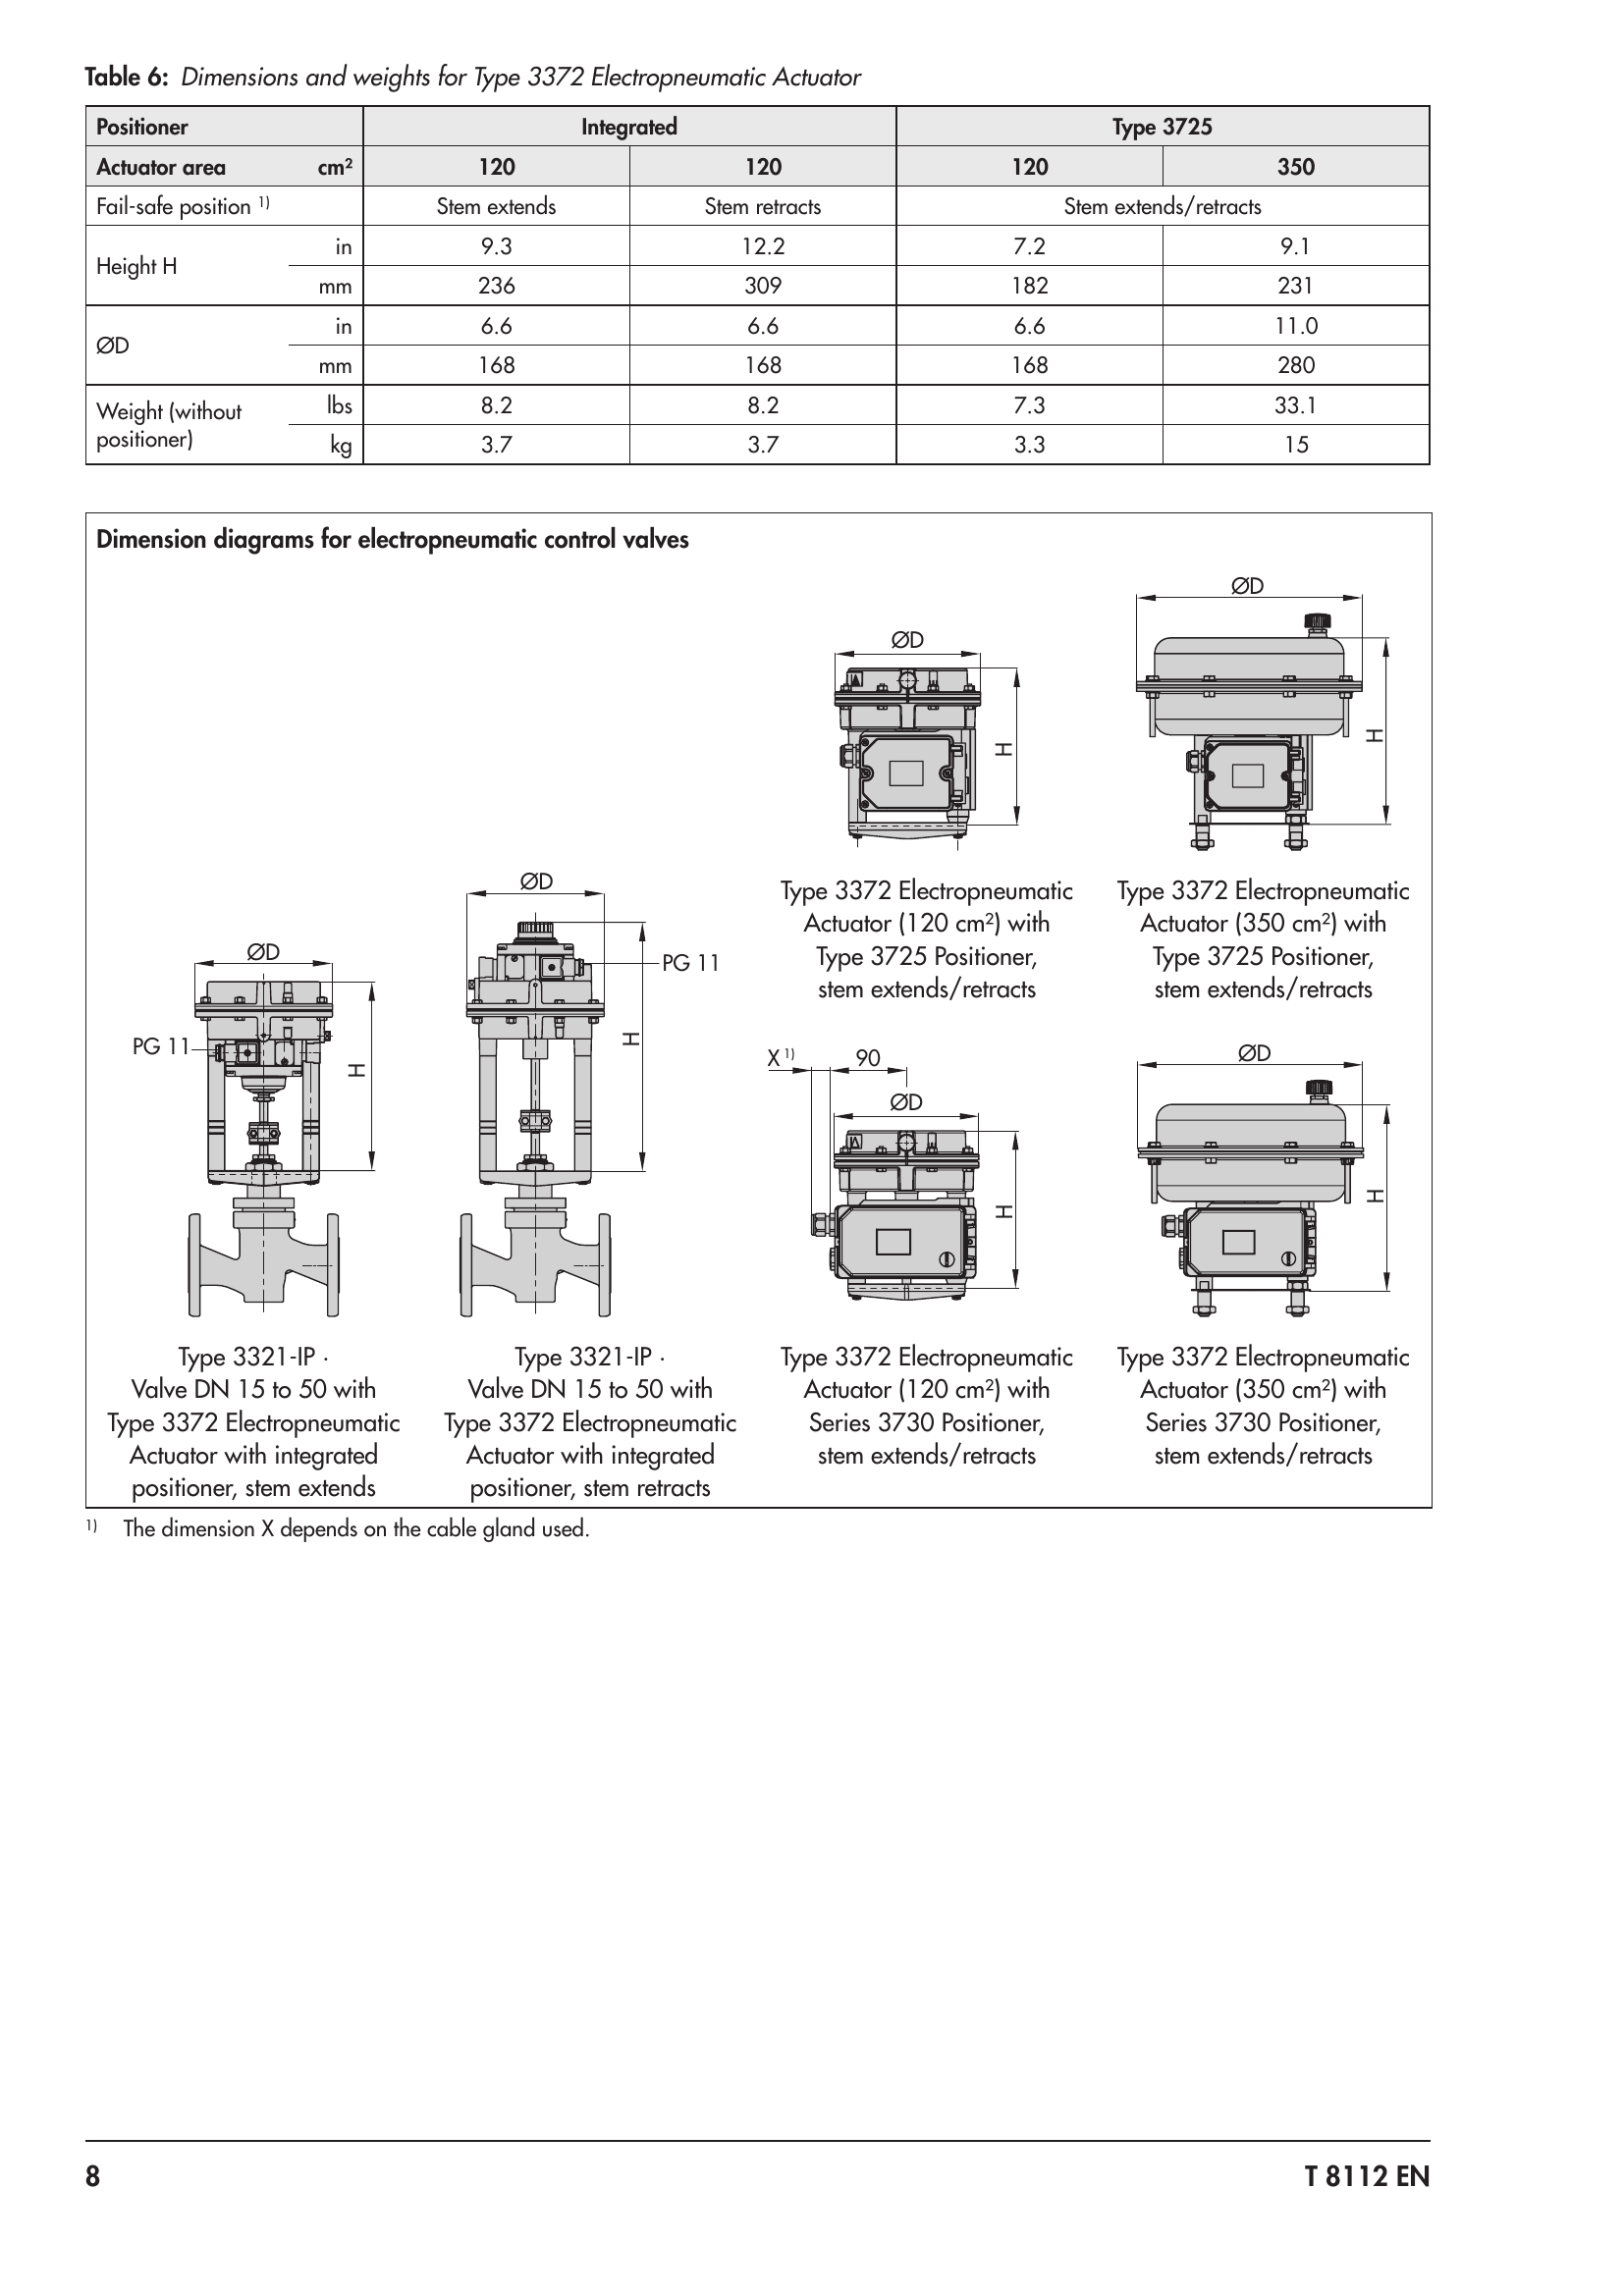 Table 6: Dimensions and weights for Type 3372 Electropneumatic Actuator
Positioner Integrated Type 3725
Actuator area cm² 120 120 120 350
Fail-safe position 1) Stem extends Stem retracts Stem extends/retracts
Height H in 9.3 12.2 7.2 9.1
mm 236 309 182 231
ØD in 6.6 6.6 6.6 11.0
mm 168 168 168 280
Weight (without positioner) lbs 8.2 8.2 7.3 33.1
kg 3.7 3.7 3.3 15
Dimension diagrams for electropneumatic control valves
ØD
H
PG 11
ØD
H
PG 11
ØD
H
ØD
H
Type 3372 Electropneumatic
Actuator (120 cm²) with
Type 3725 Positioner,
stem extends/retracts
Type 3372 Electropneumatic
Actuator (350 cm²) with
Type 3725 Positioner,
stem extends/retracts
X 1) 90
ØD
H
ØD
H
Type 3321-IP ·
Valve DN 15 to 50 with
Type 3372 Electropneumatic
Actuator with integrated
positioner, stem extends
Type 3321-IP ·
Valve DN 15 to 50 with
Type 3372 Electropneumatic
Actuator with integrated
positioner, stem retracts
Type 3372 Electropneumatic
Actuator (120 cm²) with
Series 3730 Positioner,
stem extends/retracts
Type 3372 Electropneumatic
Actuator (350 cm²) with
Series 3730 Positioner,
stem extends/retracts
1) The dimension X depends on the cable gland used.
8 T 8112 EN